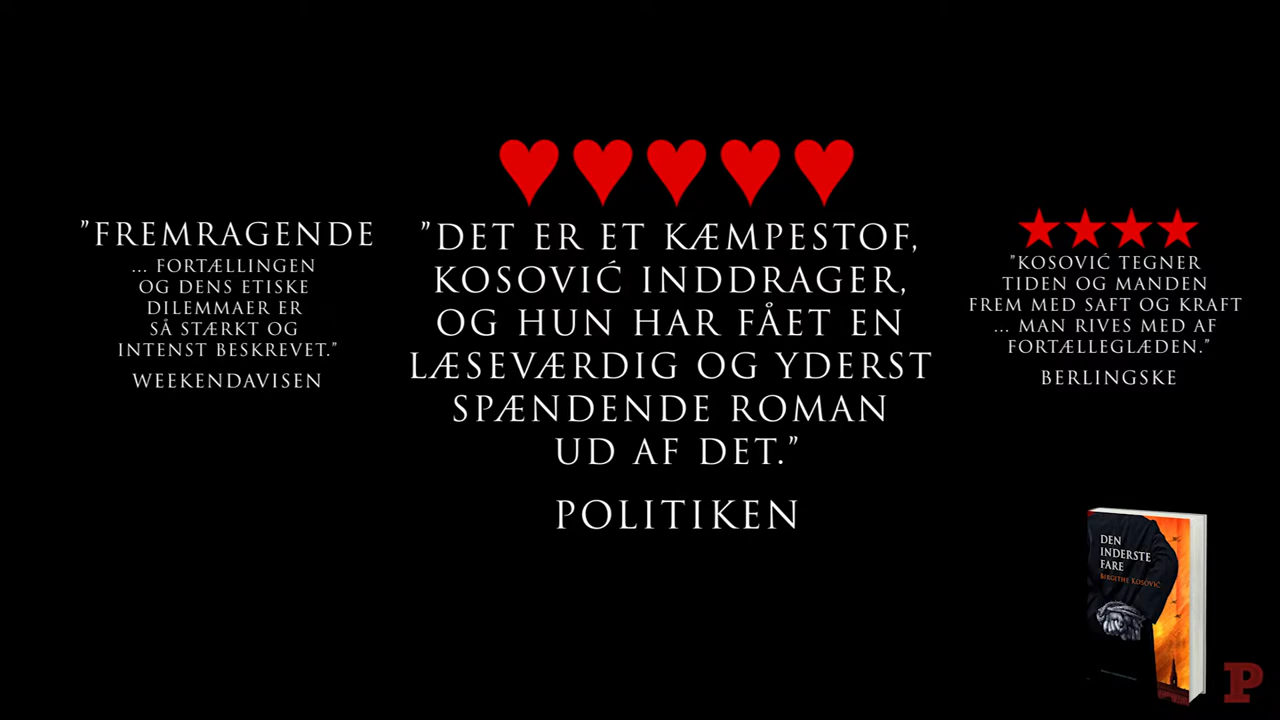 "FREMRAGENDE
... FORTÆLLINGEN
OG DENS ETISKE
DILEMMAER ER
SÅ STÆRKT OG
INTENST BESKREVET."
WEEKENDAVISEN
"DET ER ET KÆMPESTOF,
KOSOVIĆ INDDRAGER,
OG HUN HAR FÅET EN
LÆSEVÆRDIG OG YDERST
SPÆNDENDE ROMAN
UD AF DET."
POLITIKEN
"KOSOVIĆ TEGNER
TIDEN OG MANDEN
FREM MED SAFT OG KRAFT
... MAN RIVES MED AF
FORTÆLLEGLÆDEN."
BERLINGSKE
DEN
INDERSTE
FARE
BIRGITHE KOSOVIĆ
P